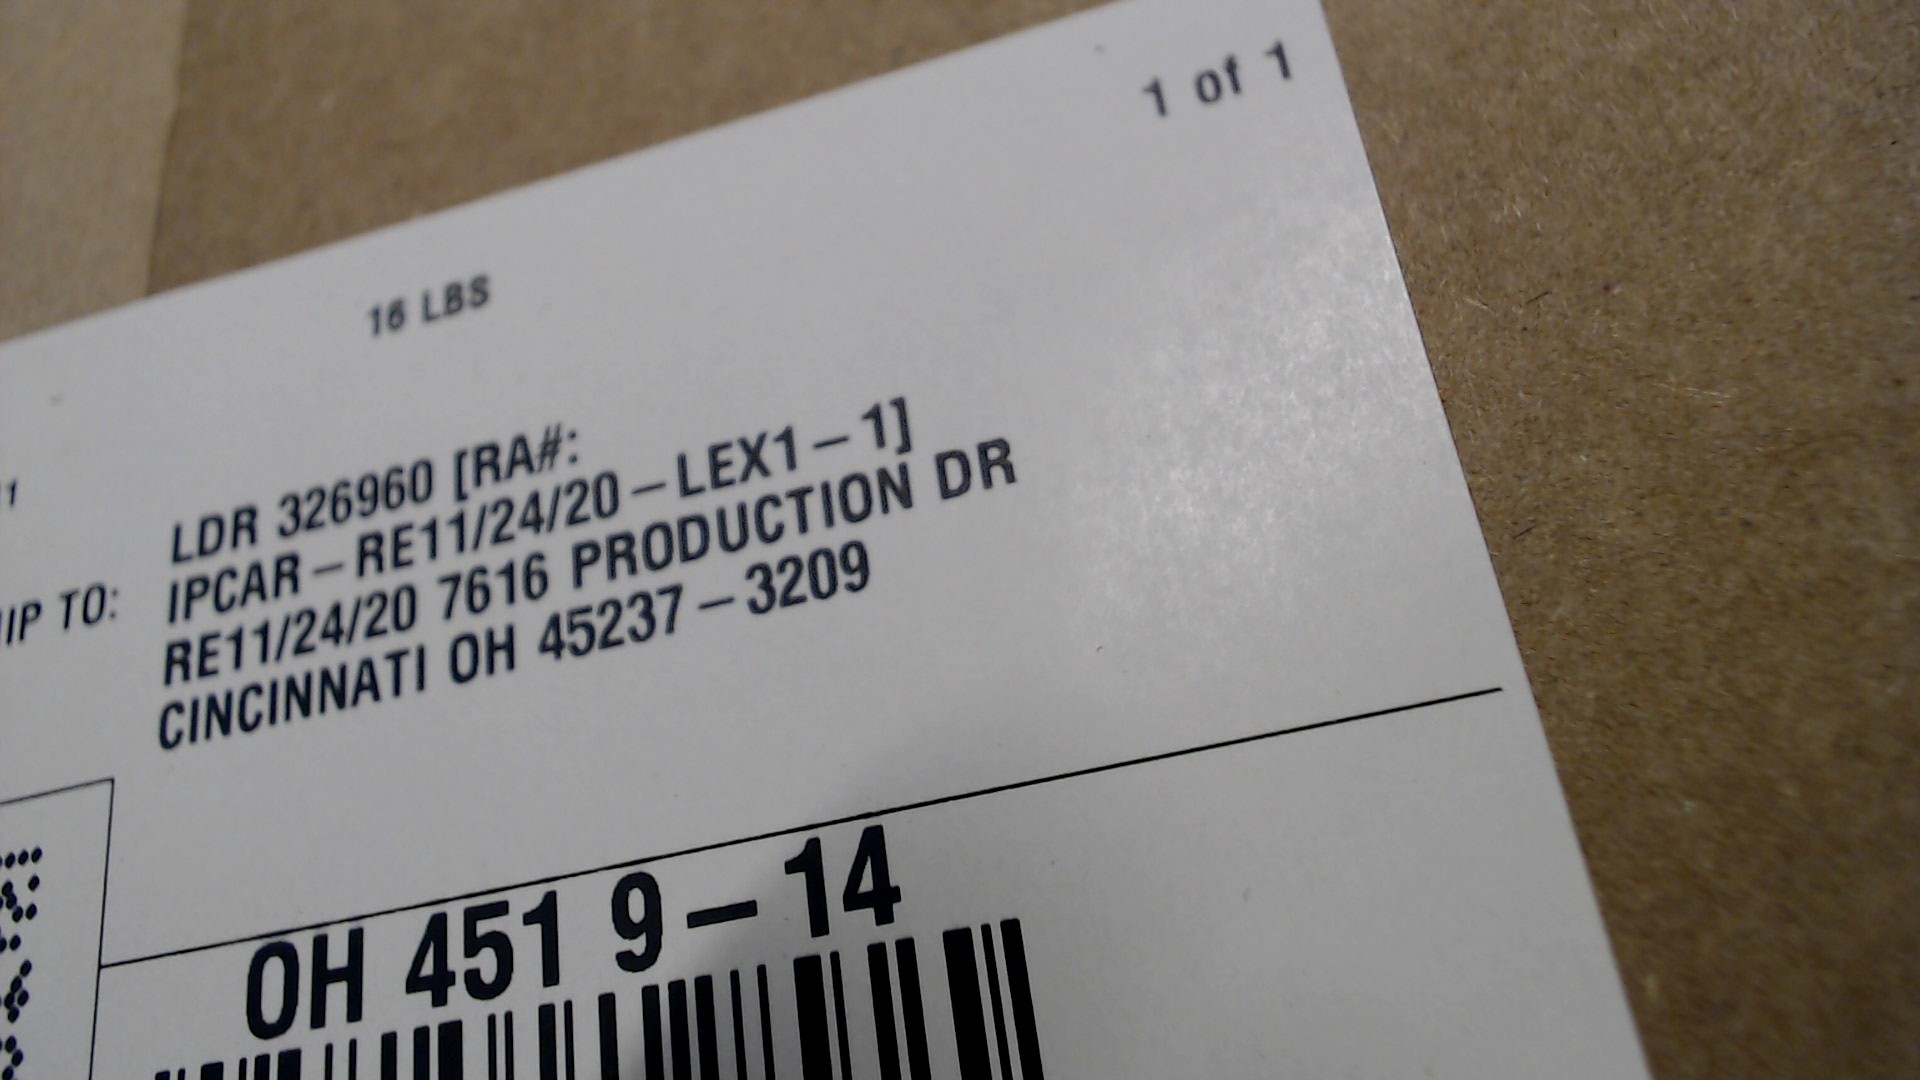 1 of 1
16 LBS
LDR 326960 [RA#:
IPCAR-RE11/24/20-LEX1-1]
IP TO: RE11/24/20 7616 PRODUCTION DR
CINCINNATI OH 45237-3209
OH 451 9-14